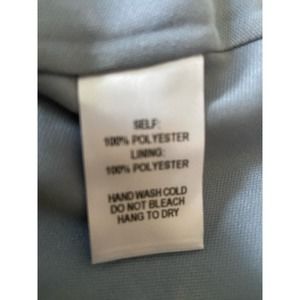 SELF:
100% POLYESTER
LINING:
100% POLYESTER
HAND WASH COLD
DO NOT BLEACH
HANG TO DRY